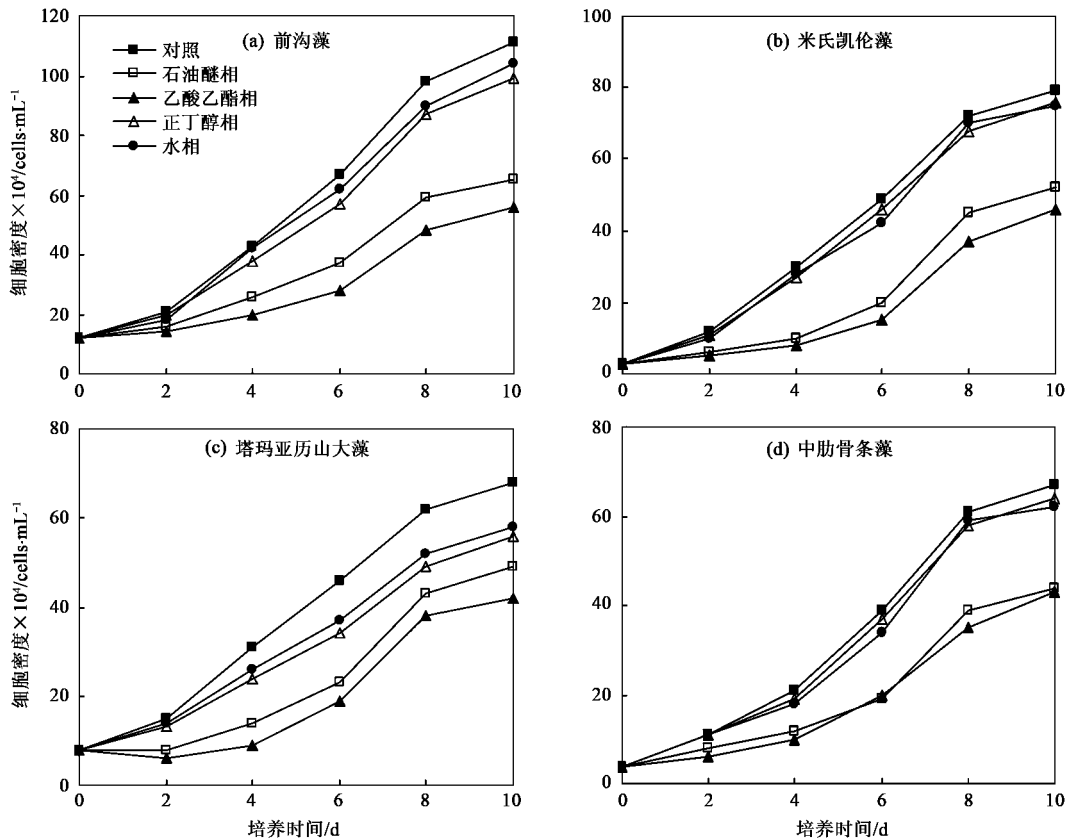 (a) 前沟藻
对照
石油醚相
乙酸乙酯相
正丁醇相
水相
120
100
80
60
40
20
0
0 2 4 6 8 10
细胞密度×10⁴/cells·mL⁻¹
(b) 米氏凯伦藻
100
80
60
40
20
0
0 2 4 6 8 10
(c) 塔玛亚历山大藻
80
60
40
20
0
0 2 4 6 8 10
细胞密度×10⁴/cells·mL⁻¹
培养时间/d
(d) 中肋骨条藻
80
60
40
20
0
0 2 4 6 8 10
培养时间/d